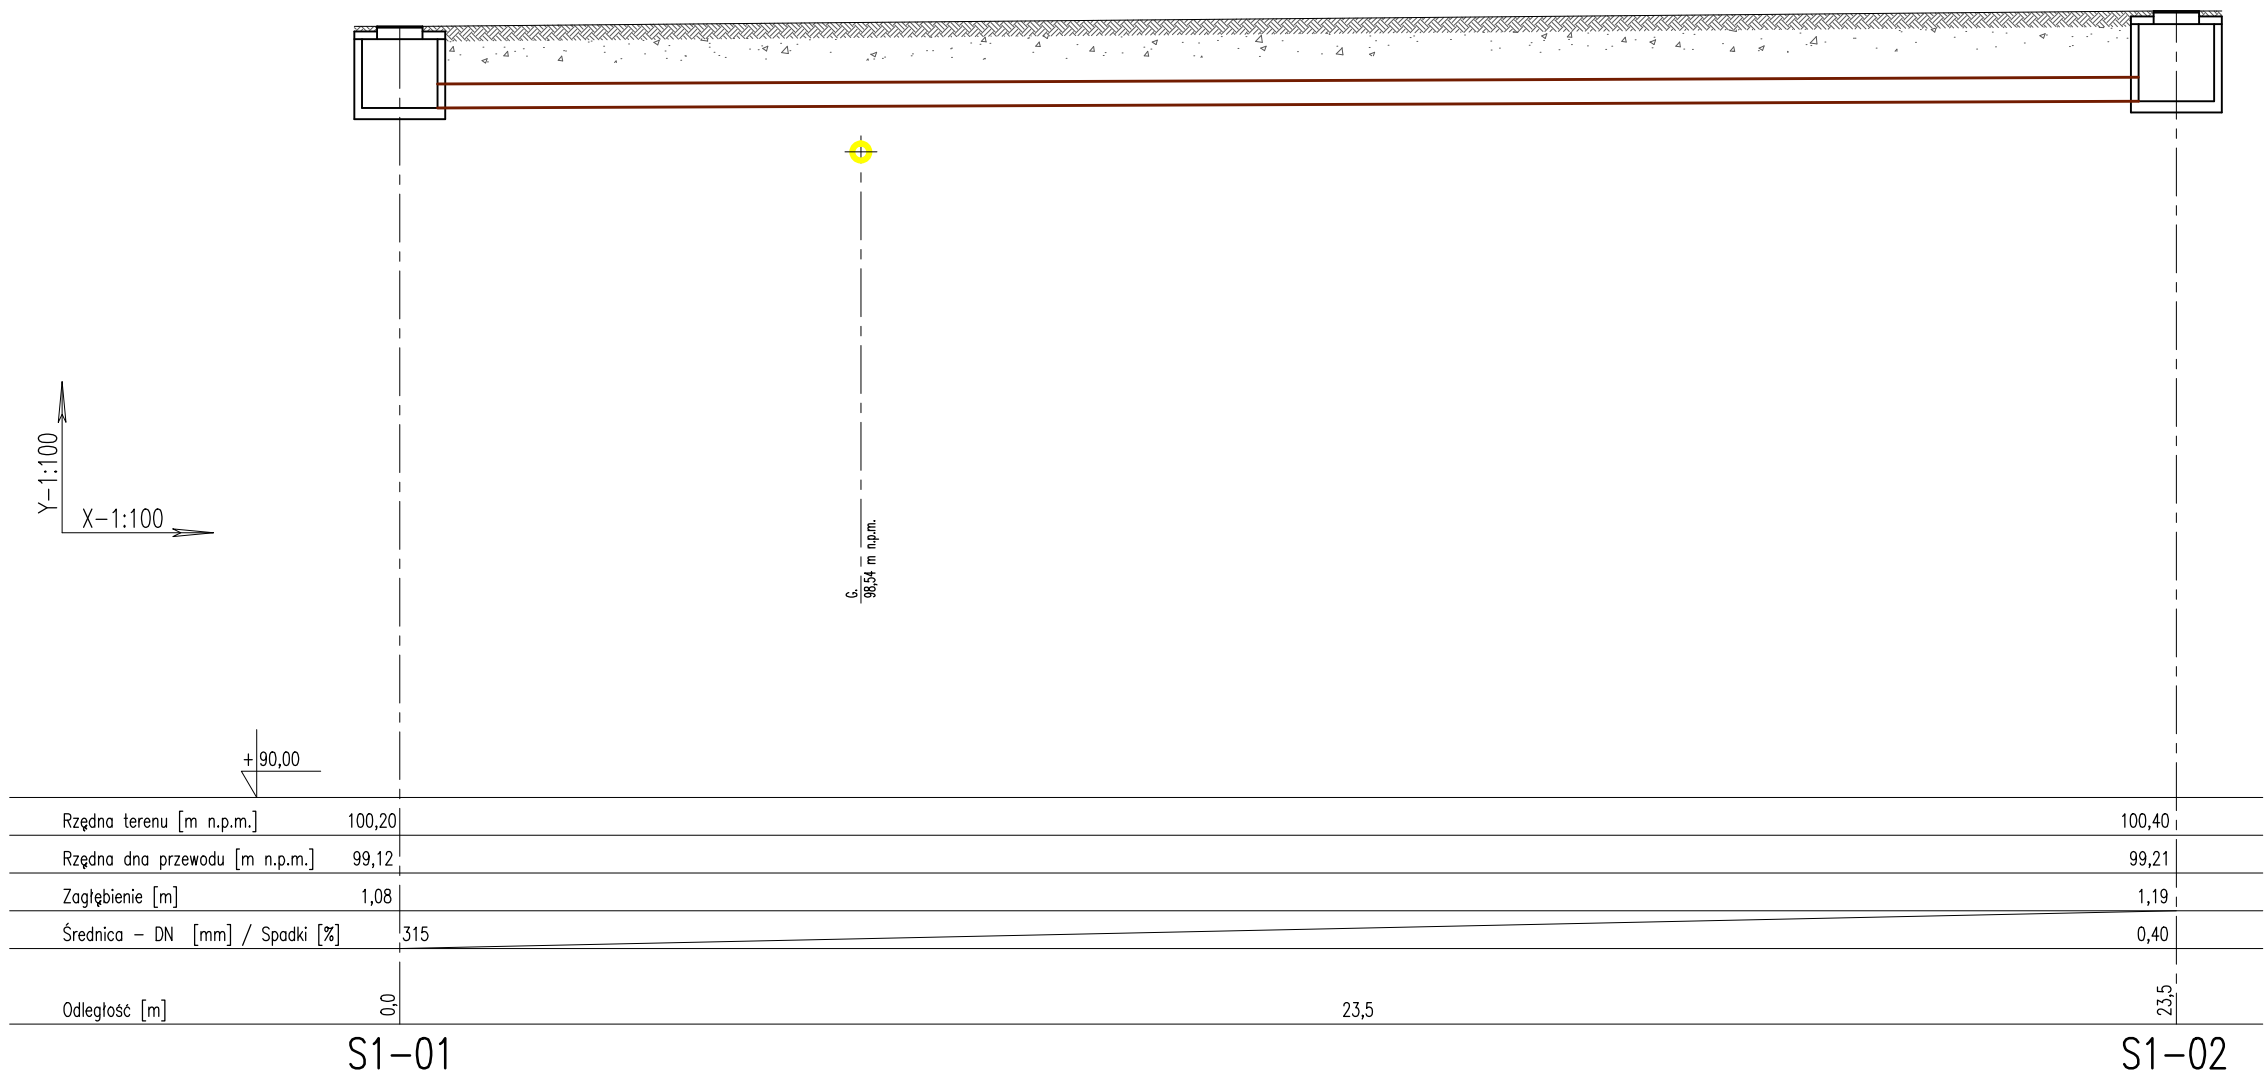 Y-1:100
X-1:100
G.
98,54 m n.p.m.
+90,00
Rzędna terenu [m n.p.m.] 100,20 100,40
Rzędna dna przewodu [m n.p.m.] 99,12 99,21
Zagłębienie [m] 1,08 1,19
Średnica - DN [mm] / Spadki [%] 315 0,40
Odległość [m] 0,0 23,5 23,5
S1-01 S1-02